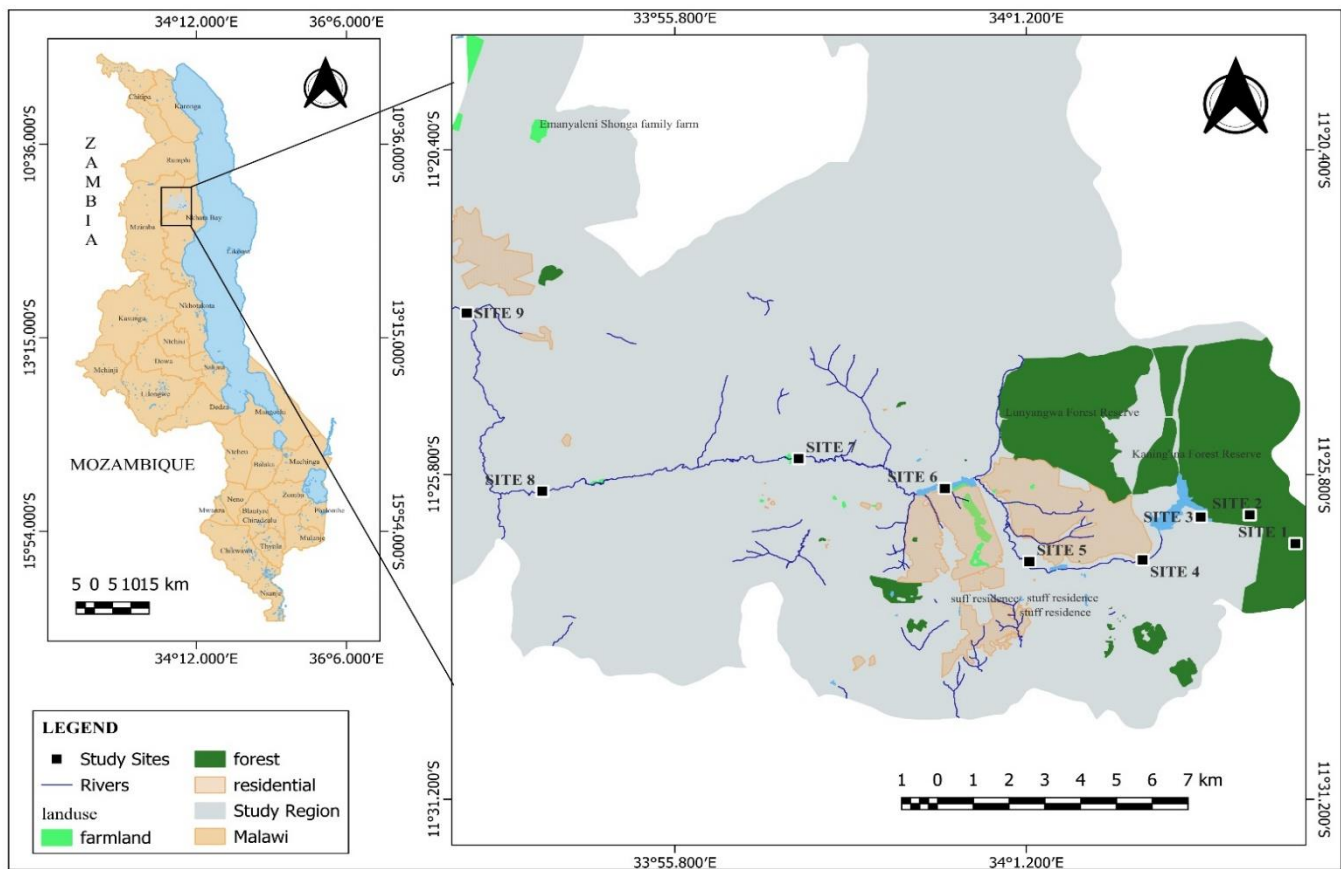 34°12.000′E 36°6.000′E
33°55.800′E 34°1.200′E
10°36.000′S
13°15.000′S
15°54.000′S
10°36.000′S
13°15.000′S
15°54.000′S
ZAMBIA
Chitipa
Karonga
Rumphi
Nkhata Bay
Mzimba
Likoma
Nkhotakota
Kasungu
Ntchisi
Dowa
Mchinji
Salima
Lilongwe
Dedza
Mangochi
MOZAMBIQUE
Ntcheu
Balaka
Machinga
Zomba
Neno
Mwanza
Blantyre
Chiradzulu
Phalombe
Mulanje
Chikwawa
Thyolo
Nsanje
5 0 5 1015 km
34°12.000′E 36°6.000′E
LEGEND
Study Sites
Rivers
landuse
farmland
forest
residential
Study Region
Malawi
11°20.400′S
11°25.800′S
11°31.200′S
Emanyaleni Shonga family farm
SITE 9
Lunyangwa Forest Reserve
Kaning'ina Forest Reserve
SITE 7
SITE 8
SITE 6
SITE 3
SITE 2
SITE 1
SITE 5
SITE 4
suff residence
stuff residence
stuff residence
1 0 1 2 3 4 5 6 7 km
11°20.400′S
11°25.800′S
11°31.200′S
33°55.800′E 34°1.200′E